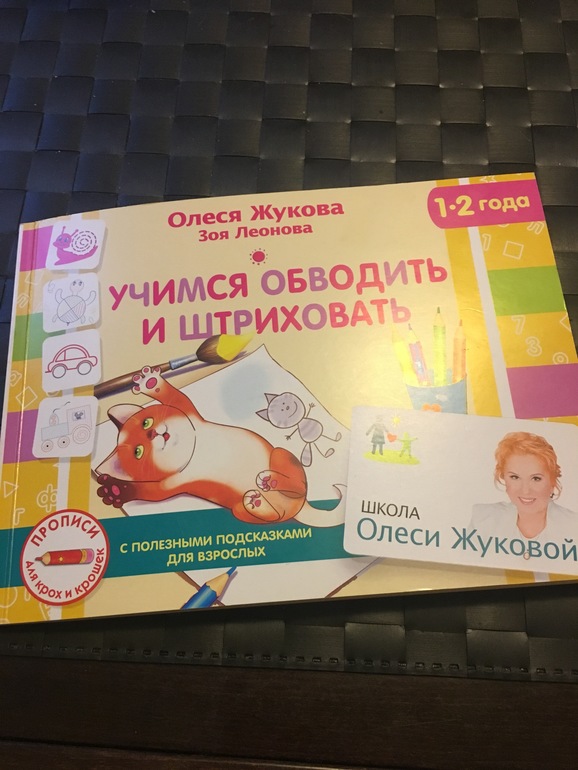 Олеся Жукова
Зоя Леонова
1-2 года
УЧИМСЯ ОБВОДИТЬ
И ШТРИХОВАТЬ
ШКОЛА
Олеси Жуковой
С ПОЛЕЗНЫМИ ПОДСКАЗКАМИ
ДЛЯ ВЗРОСЛЫХ
ПРОПИСИ
для крох и крошек